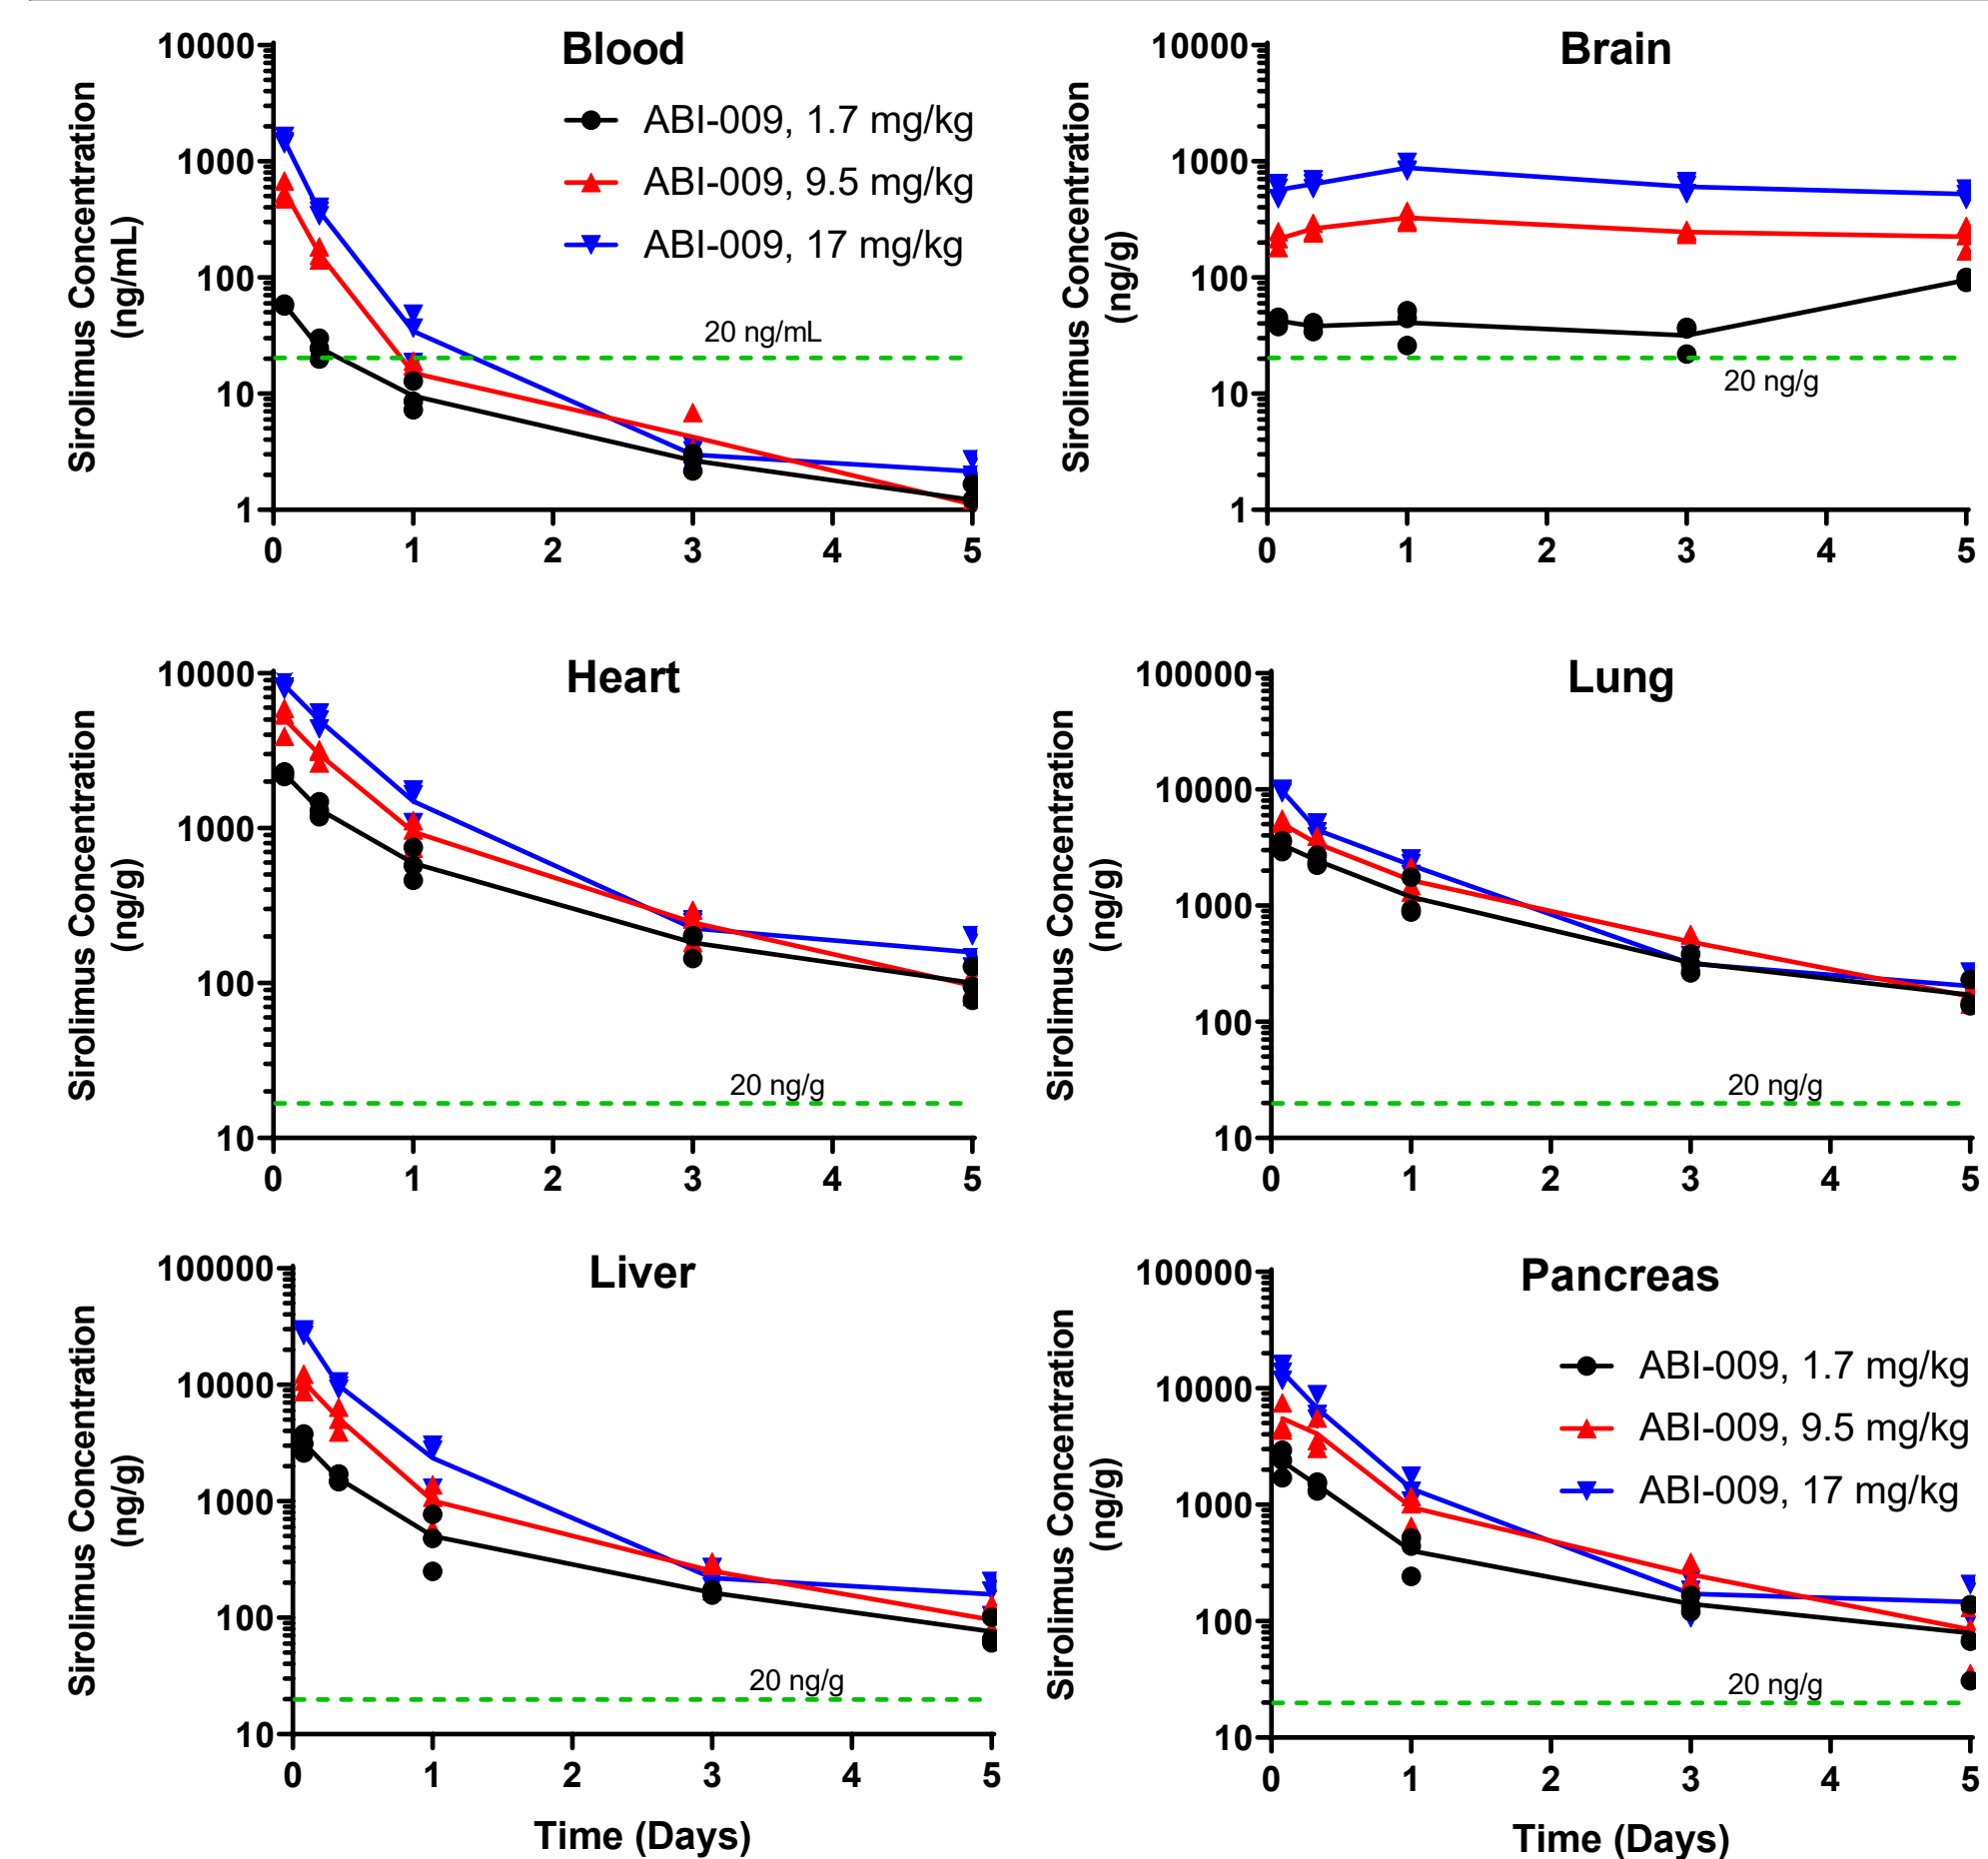 Blood
Sirolimus Concentration
(ng/mL)
10000
1000
100
10
1
ABI-009, 1.7 mg/kg
ABI-009, 9.5 mg/kg
ABI-009, 17 mg/kg
20 ng/mL
0 1 2 3 4 5
Brain
Sirolimus Concentration
(ng/g)
10000
1000
100
10
1
20 ng/g
0 1 2 3 4 5
Heart
Sirolimus Concentration
(ng/g)
10000
1000
100
10
20 ng/g
0 1 2 3 4 5
Lung
Sirolimus Concentration
(ng/g)
100000
10000
1000
100
10
20 ng/g
0 1 2 3 4 5
Liver
Sirolimus Concentration
(ng/g)
100000
10000
1000
100
10
20 ng/g
0 1 2 3 4 5
Time (Days)
Pancreas
Sirolimus Concentration
(ng/g)
100000
10000
1000
100
10
ABI-009, 1.7 mg/kg
ABI-009, 9.5 mg/kg
ABI-009, 17 mg/kg
20 ng/g
0 1 2 3 4 5
Time (Days)